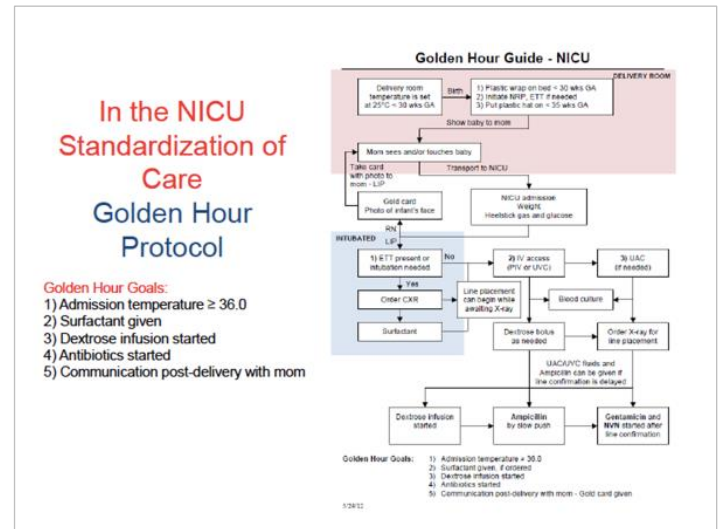 In the NICU
Standardization of
Care
Golden Hour
Protocol
Golden Hour Goals:
1) Admission temperature ≥ 36.0
2) Surfactant given
3) Dextrose infusion started
4) Antibiotics started
5) Communication post-delivery with mom
Golden Hour Guide - NICU
DELIVERY ROOM
Delivery room
temperature is set
at 25°C < 30 wks GA
Birth
1) Plastic wrap on bed < 30 wks GA
2) Initiate NRP, ETT if needed
3) Put plastic hat on < 35 wks GA
Show baby to mom
Mom sees and/or touches baby
Take card
with photo to
mom - LIP
Transport to NICU
Gold card
Photo of infant's face
NICU admission
Weight
Heelstick gas and glucose
RN
INTUBATED
LIP
1) ETT present or
intubation needed
No
2) IV access
(PIV or UVC)
3) UAC
(if needed)
Yes
Order CXR
Line placement
can begin while
awaiting X-ray
Blood culture
Surfactant
Dextrose bolus
as needed
Order X-ray for
line placement
UAC/UVC fluids and
Ampicillin can be given if
line confirmation is delayed
Dextrose infusion
started
Ampicillin
by slow push
Gentamicin and
NVN started after
line confirmation
Golden Hour Goals:
1) Admission temperature 36.0
2) Surfactant given, if ordered
3) Dextrose infusion started
4) Antibiotics started
5) Communication post-delivery with mom - Gold card given